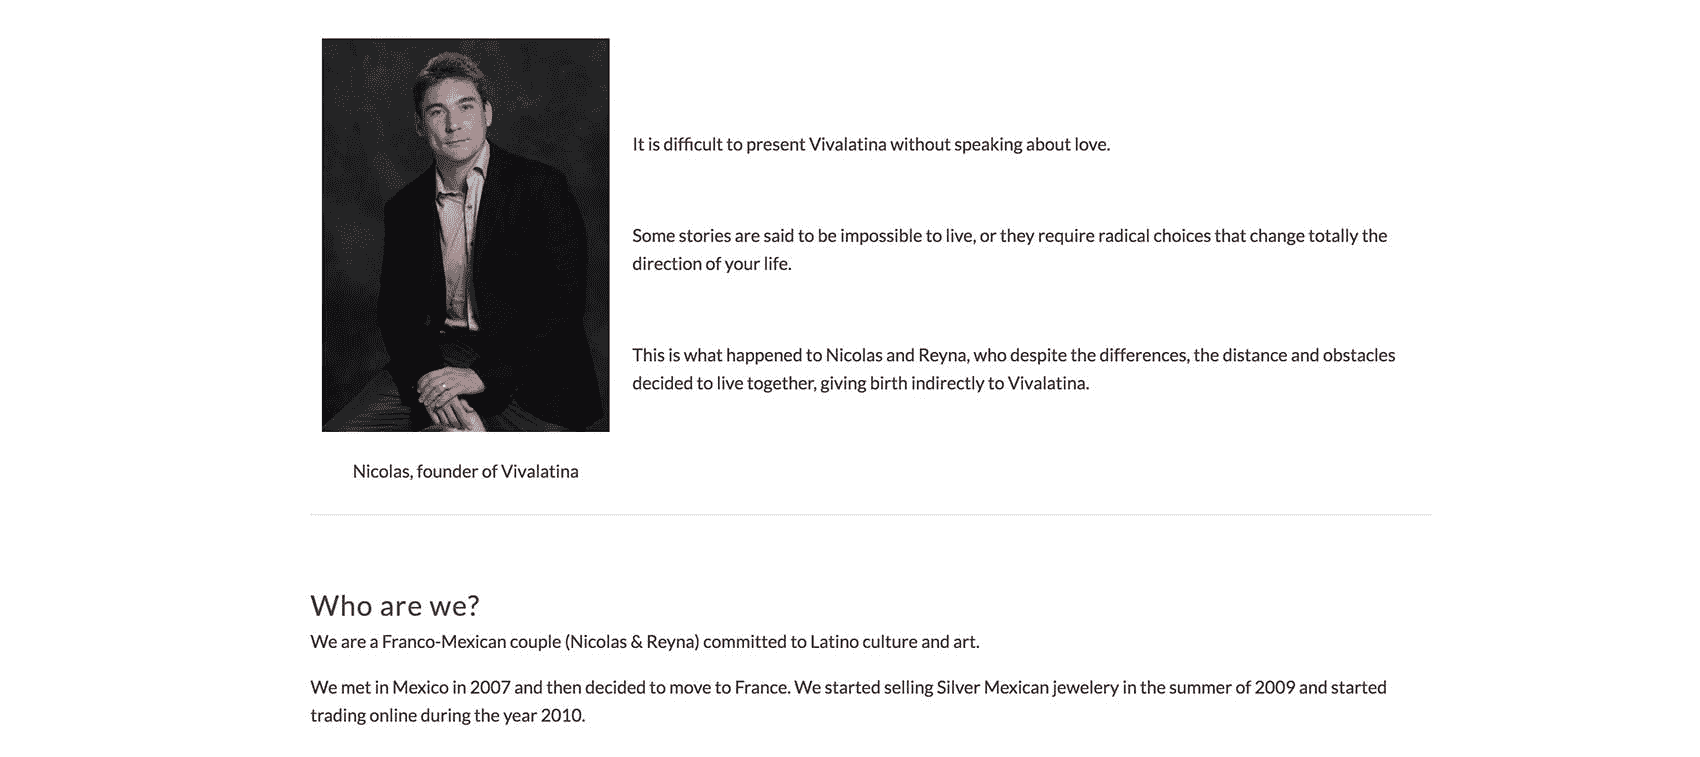 It is difficult to present Vivalatina without speaking about love.
Some stories are said to be impossible to live, or they require radical choices that change totally the
direction of your life.
This is what happened to Nicolas and Reyna, who despite the differences, the distance and obstacles
decided to live together, giving birth indirectly to Vivalatina.
Nicolas, founder of Vivalatina
Who are we?
We are a Franco-Mexican couple (Nicolas & Reyna) committed to Latino culture and art.
We met in Mexico in 2007 and then decided to move to France. We started selling Silver Mexican jewelery in the summer of 2009 and started
trading online during the year 2010.